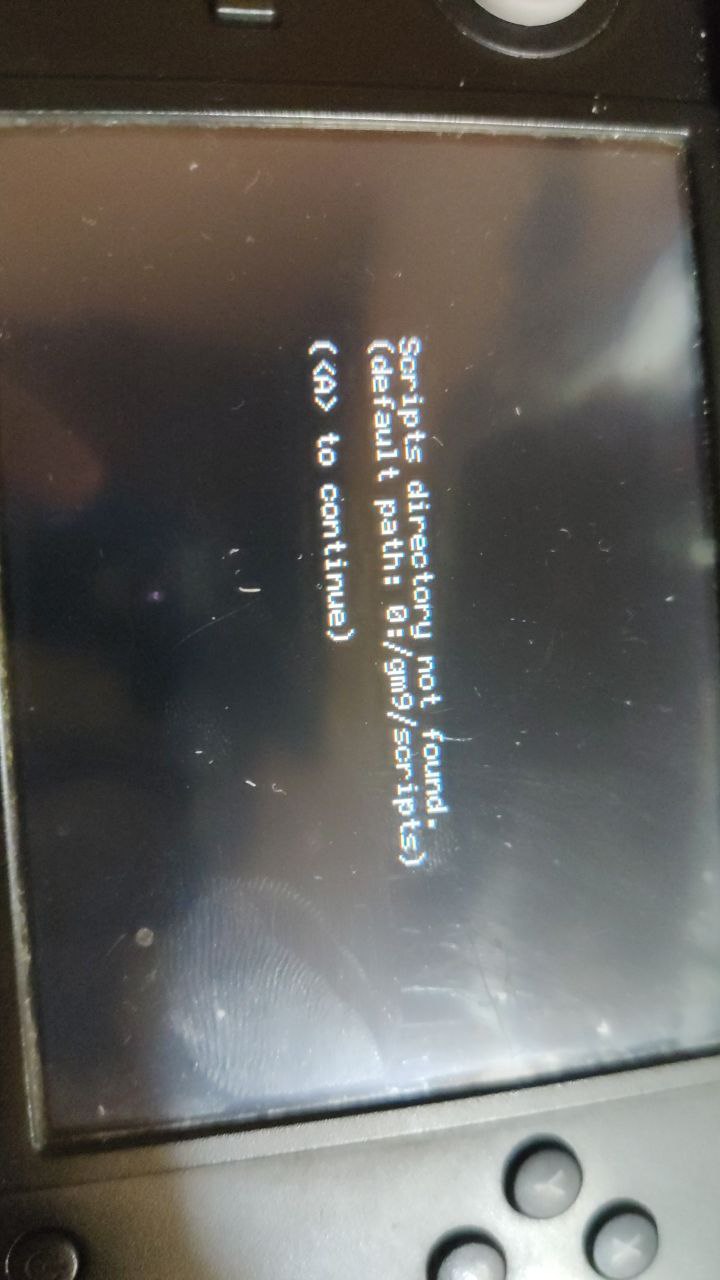 Scripts directory not found.
(default path: 0:/gm9/scripts)
(<A> to continue)
Y
X